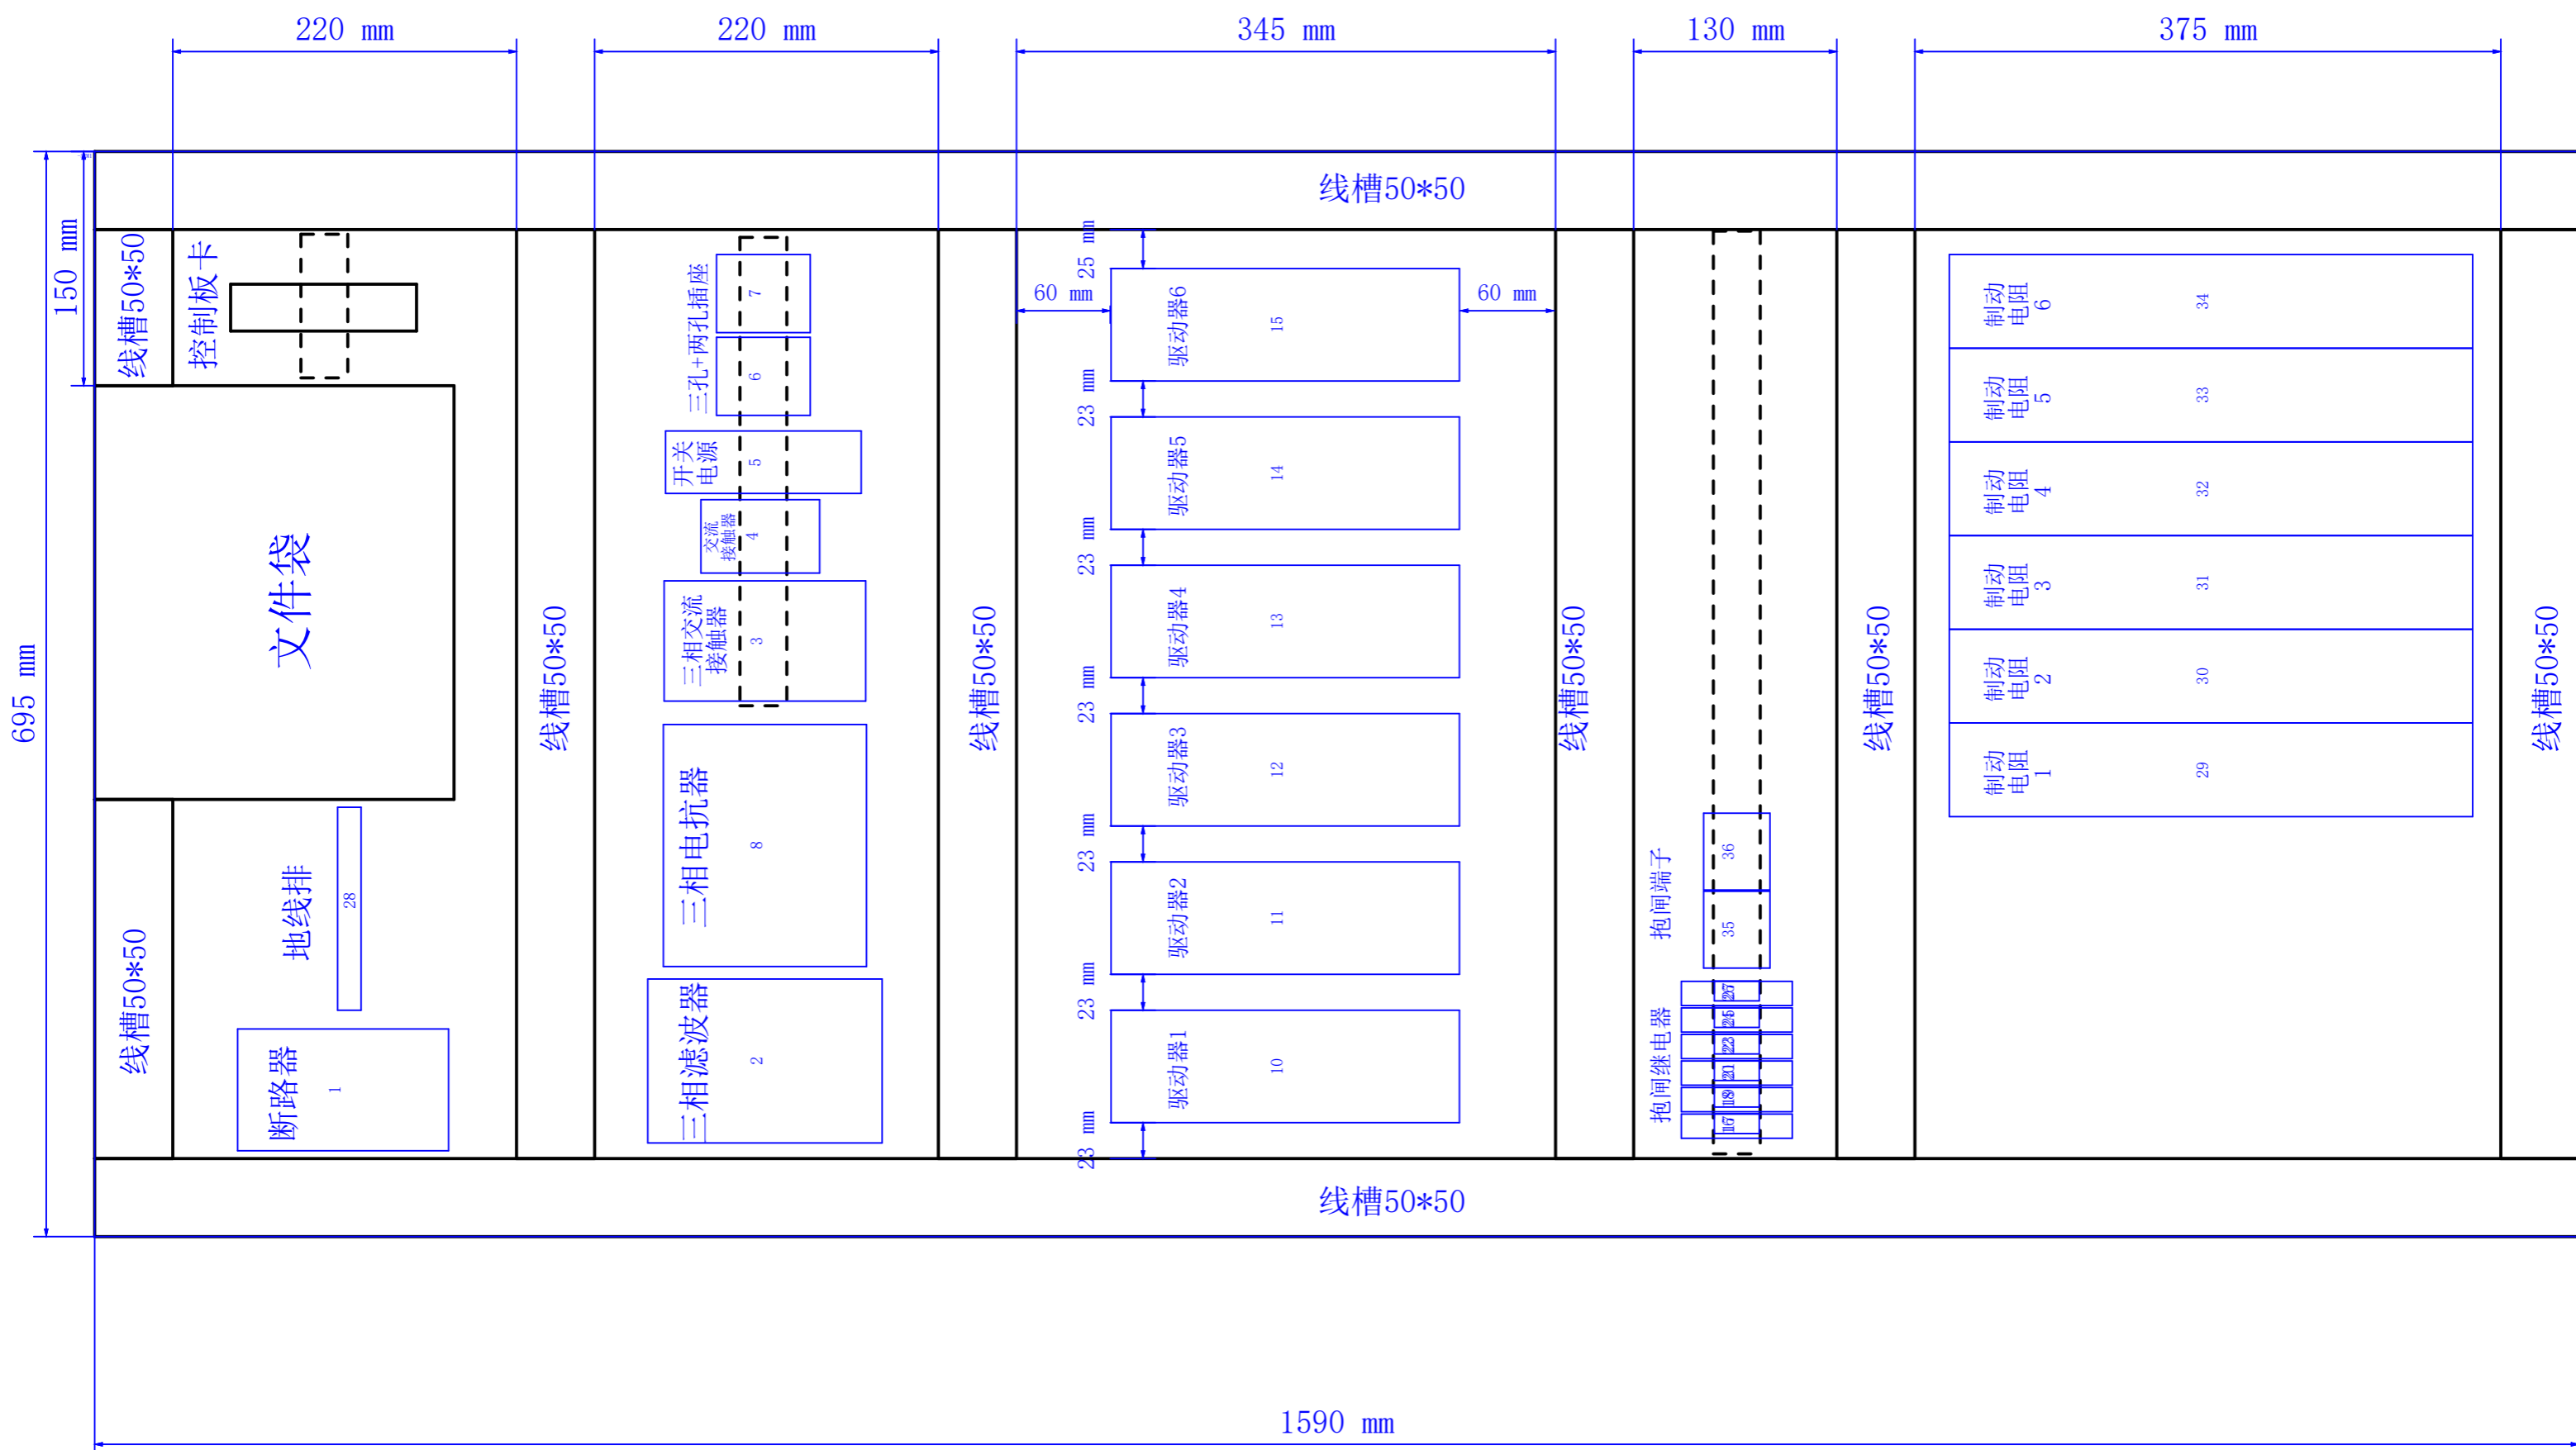 220 mm
220 mm
345 mm
130 mm
375 mm
695 mm
150 mm
线槽50*50
线槽50*50
控制板卡
文件袋
线槽50*50
地线排
28
断路器
1
线槽50*50
三孔+两孔插座
7
6
开关
电源
5
交流
接触器
4
三相交流
接触器
3
三相电抗器
8
三相滤波器
2
线槽50*50
25 mm
60 mm
60 mm
驱动器6
15
23 mm
驱动器5
14
23 mm
驱动器4
13
23 mm
驱动器3
12
23 mm
驱动器2
11
23 mm
驱动器1
10
23 mm
线槽50*50
抱闸端子
36
35
抱闸继电器
线槽50*50
制动
电阻
6
34
制动
电阻
5
33
制动
电阻
4
32
制动
电阻
3
31
制动
电阻
2
30
制动
电阻
1
29
线槽50*50
线槽50*50
1590 mm